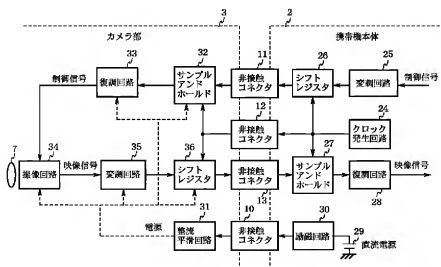 3
2
カメラ部
携帯機本体
33
32
11
26
25
制御信号
復調回路
サンプル
アンド
ホールド
非接触
コネクタ
シフト
レジスタ
変調回路
制御信号
12
24
非接触
コネクタ
クロック
発生回路
7
34
35
36
27
撮像回路
映像信号
変調回路
シフト
レジスタ
非接触
コネクタ
13
サンプル
アンド
ホールド
復調回路
映像信号
28
電源
31
10
30
29
整流
平滑回路
非接触
コネクタ
励磁回路
直流電源